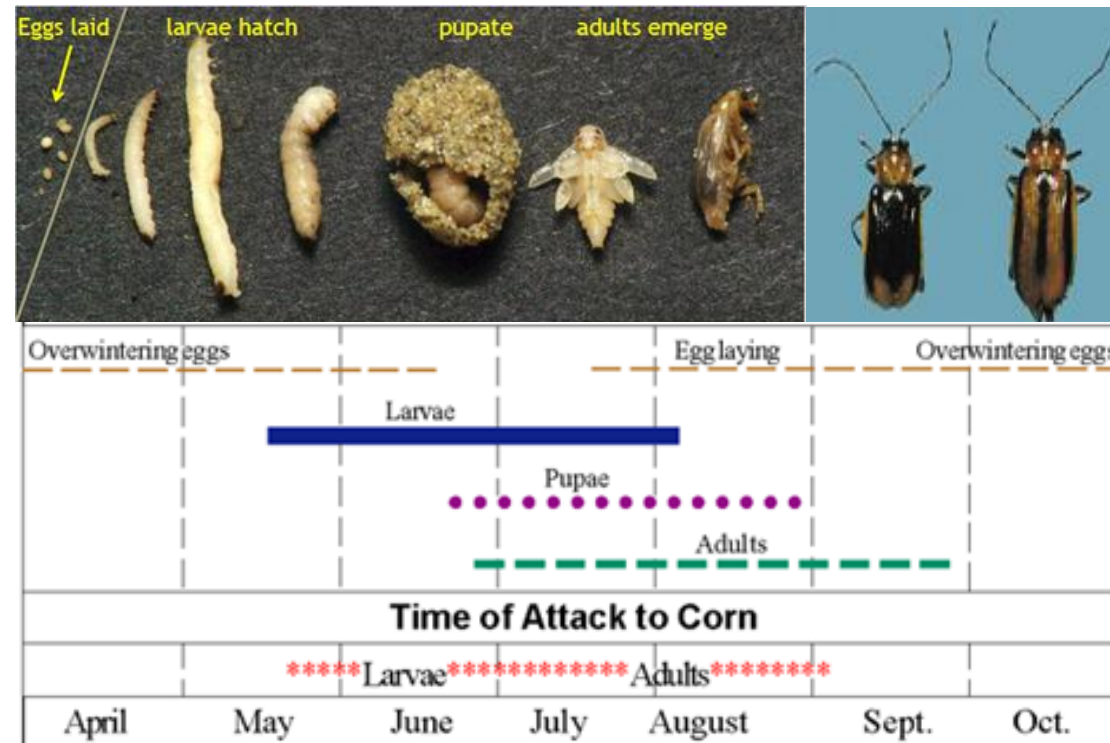 Eggs laid larvae hatch pupate adults emerge
Overwintering eggs Egg laying Overwintering eggs
Larvae
Pupae
Adults
Time of Attack to Corn
*****Larvae************Adults********
April May June July August Sept. Oct.